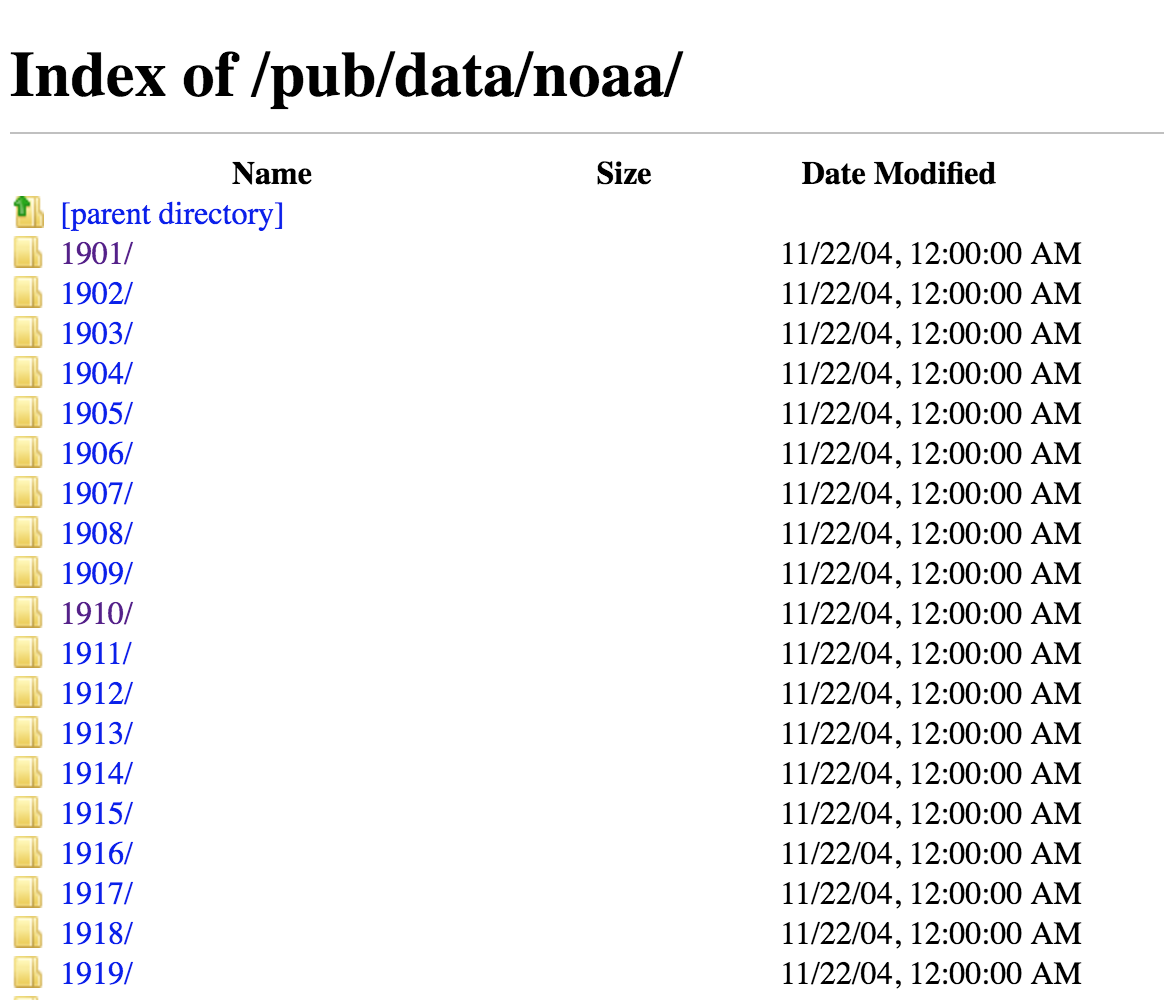 Index of /pub/data/noaa/
Name Size Date Modified
[parent directory]
1901/ 11/22/04, 12:00:00 AM
1902/ 11/22/04, 12:00:00 AM
1903/ 11/22/04, 12:00:00 AM
1904/ 11/22/04, 12:00:00 AM
1905/ 11/22/04, 12:00:00 AM
1906/ 11/22/04, 12:00:00 AM
1907/ 11/22/04, 12:00:00 AM
1908/ 11/22/04, 12:00:00 AM
1909/ 11/22/04, 12:00:00 AM
1910/ 11/22/04, 12:00:00 AM
1911/ 11/22/04, 12:00:00 AM
1912/ 11/22/04, 12:00:00 AM
1913/ 11/22/04, 12:00:00 AM
1914/ 11/22/04, 12:00:00 AM
1915/ 11/22/04, 12:00:00 AM
1916/ 11/22/04, 12:00:00 AM
1917/ 11/22/04, 12:00:00 AM
1918/ 11/22/04, 12:00:00 AM
1919/ 11/22/04, 12:00:00 AM